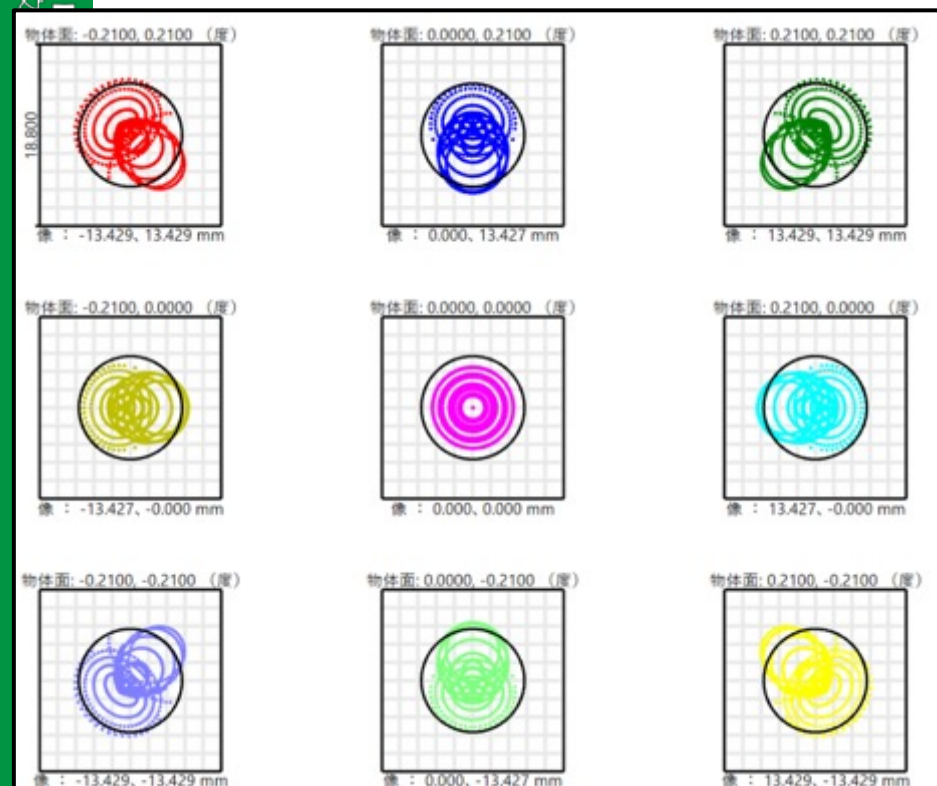 物体面: -0.2100, 0.2100 （度）
物体面: 0.0000, 0.2100 （度）
物体面: 0.2100, 0.2100 （度）
18.800
像 : -13.429、13.429 mm
像 : 0.000、13.427 mm
像 : 13.429、13.429 mm
物体面: -0.2100, 0.0000 （度）
物体面: 0.0000, 0.0000 （度）
物体面: 0.2100, 0.0000 （度）
像 : -13.427、-0.000 mm
像 : 0.000、0.000 mm
像 : 13.427、-0.000 mm
物体面: -0.2100, -0.2100 （度）
物体面: 0.0000, -0.2100 （度）
物体面: 0.2100, -0.2100 （度）
像 : -13.429、-13.429 mm
像 : 0.000、-13.427 mm
像 : 13.429、-13.429 mm